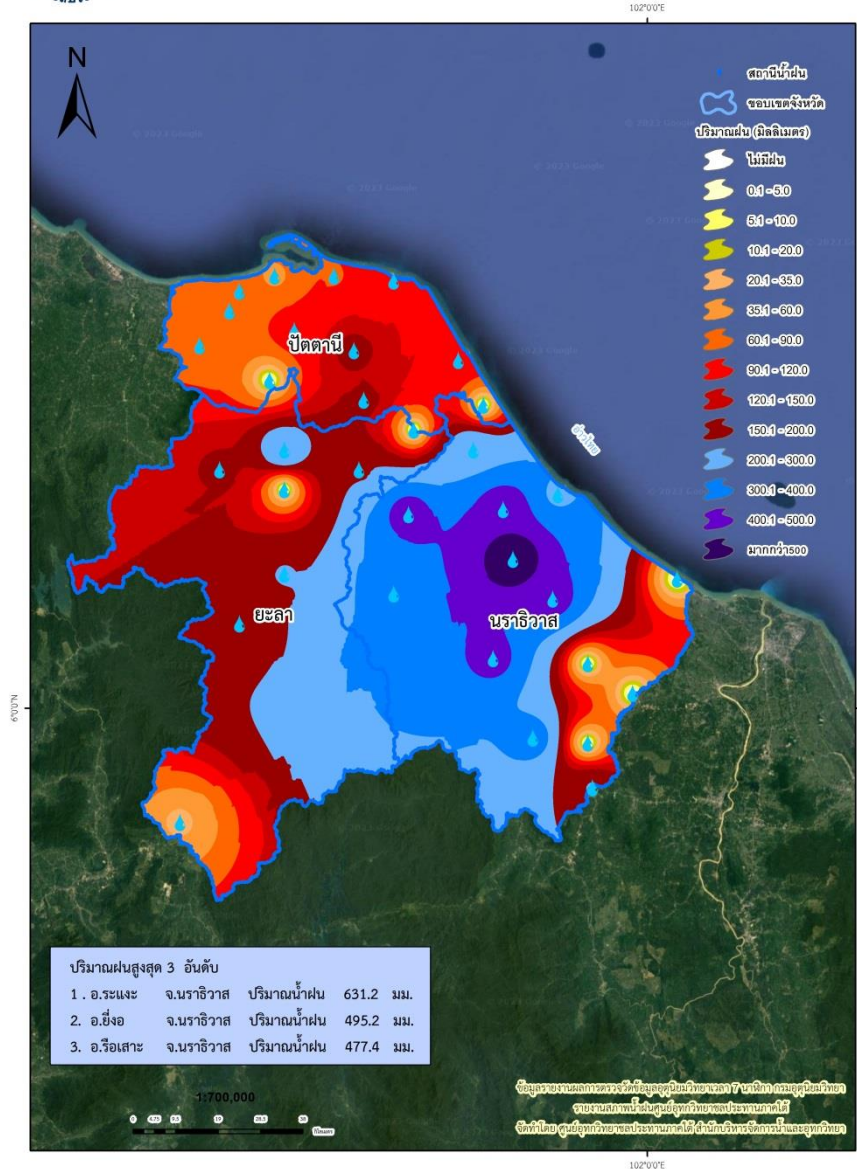 102°0'0"E
N
สถานีน้ำฝน
ขอบเขตจังหวัด
ปริมาณฝน (มิลลิเมตร)
ไม่มีฝน
0.1 - 5.0
5.1 - 10.0
10.1 - 20.0
20.1 - 35.0
35.1 - 60.0
60.1 - 90.0
90.1 - 120.0
120.1 - 150.0
150.1 - 200.0
200.1 - 300.0
300.1 - 400.0
400.1 - 500.0
มากกว่า500
ปัตตานี
อ่าวไทย
ยะลา
นราธิวาส
6°0'0"N
ปริมาณฝนสูงสุด 3 อันดับ
1 . อ.ระแงะ จ.นราธิวาส ปริมาณน้ำฝน 631.2 มม.
2. อ.ยี่งอ จ.นราธิวาส ปริมาณน้ำฝน 495.2 มม.
3. อ.รือเสาะ จ.นราธิวาส ปริมาณน้ำฝน 477.4 มม.
1:700,000
0 4.75 9.5 19 28.5 38
กิโลเมตร
ข้อมูลรายงานผลการตรวจวัดข้อมูลอุตุนิยมวิทยาเวลา 7 นาฬิกา กรมอุตุนิยมวิทยา
รายงานสภาพน้ำฝนศูนย์อุทกวิทยาชลประทานภาคใต้
จัดทำโดย ศูนย์อุทกวิทยาชลประทานภาคใต้ สำนักบริหารจัดการน้ำและอุทกวิทยา
102°0'0"E